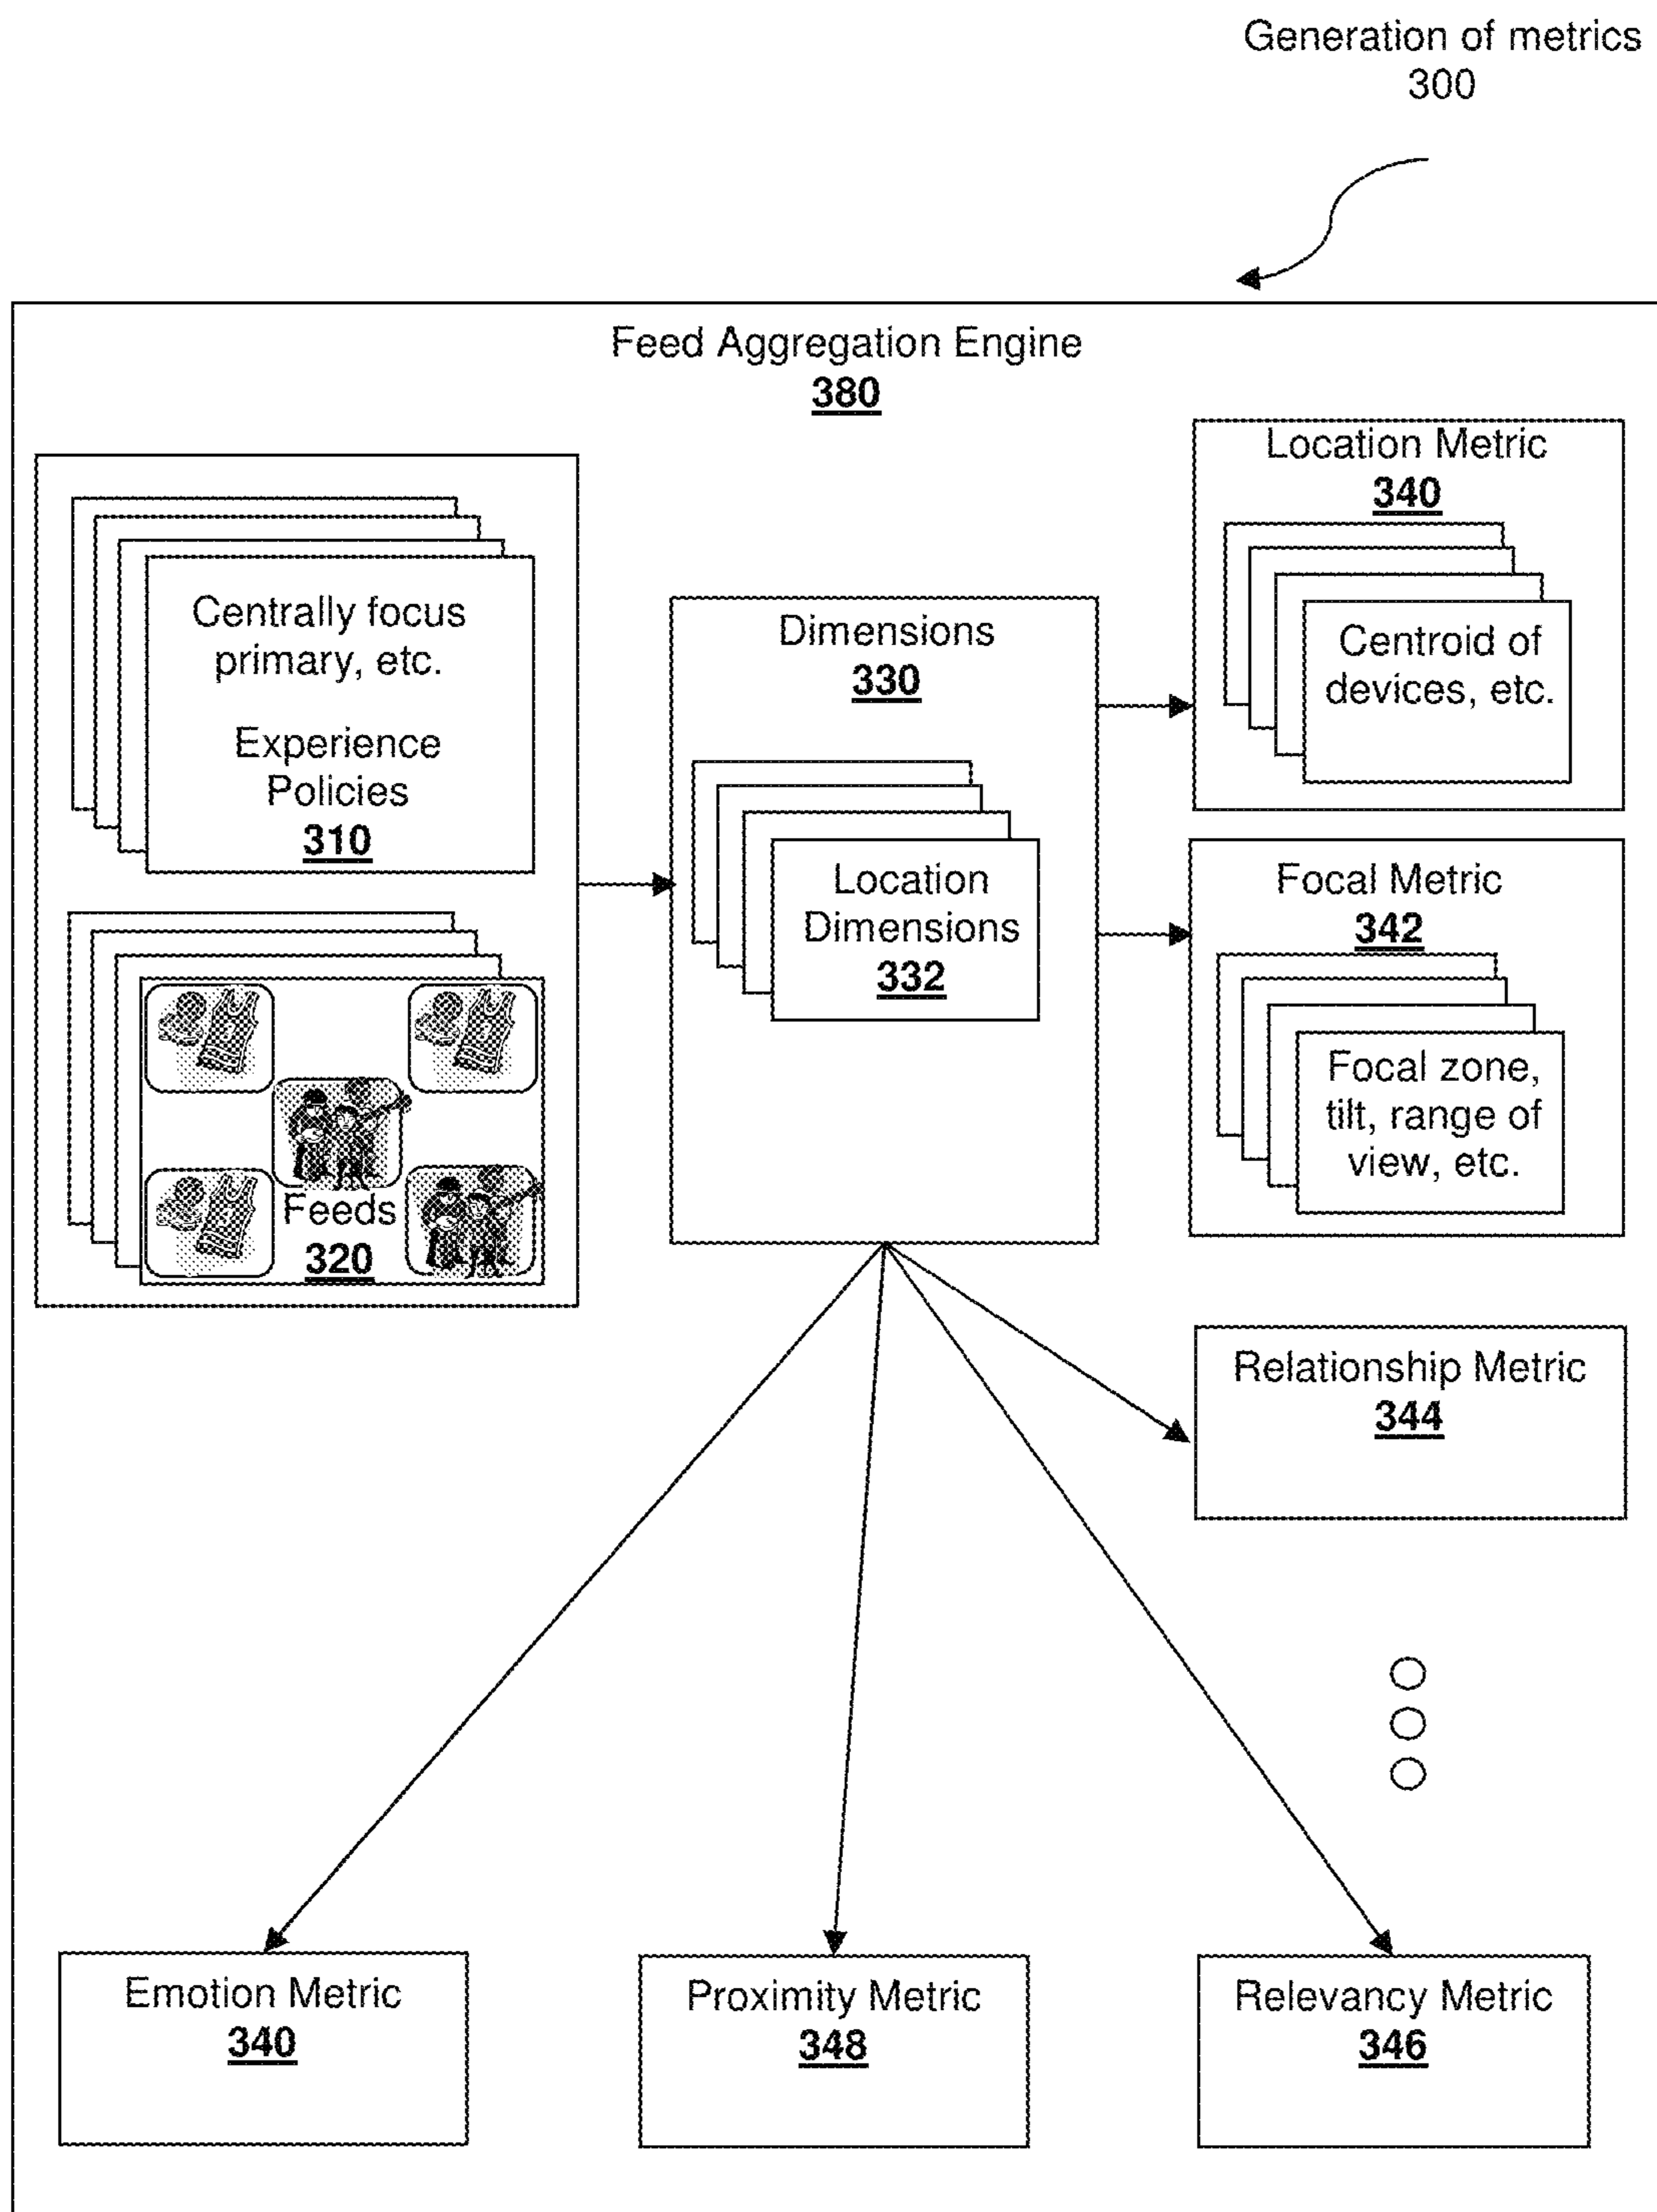 Generation of metrics
300
Feed Aggregation Engine
380
Centrally focus
primary, etc.
Experience
Policies
310
Feeds
320
Dimensions
330
Location
Dimensions
332
Location Metric
340
Centroid of
devices, etc.
Focal Metric
342
Focal zone,
tilt, range of
view, etc.
Relationship Metric
344
Emotion Metric
340
Proximity Metric
348
Relevancy Metric
346